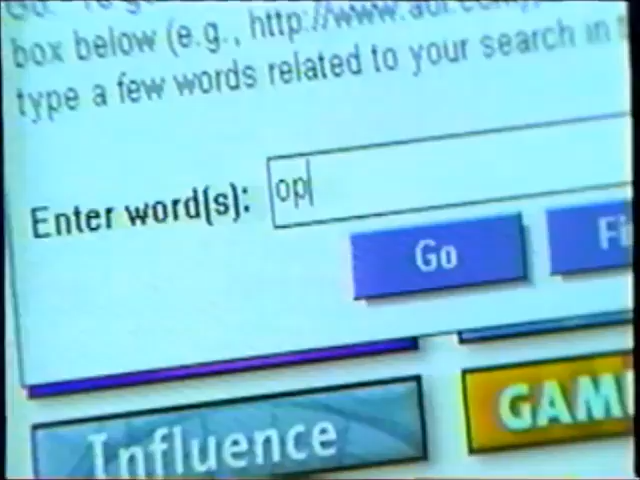 box below (e.g., http://www.aol.com/
type a few words related to your search in t
Enter word(s):
op
Go
Fi
Influence
GAM